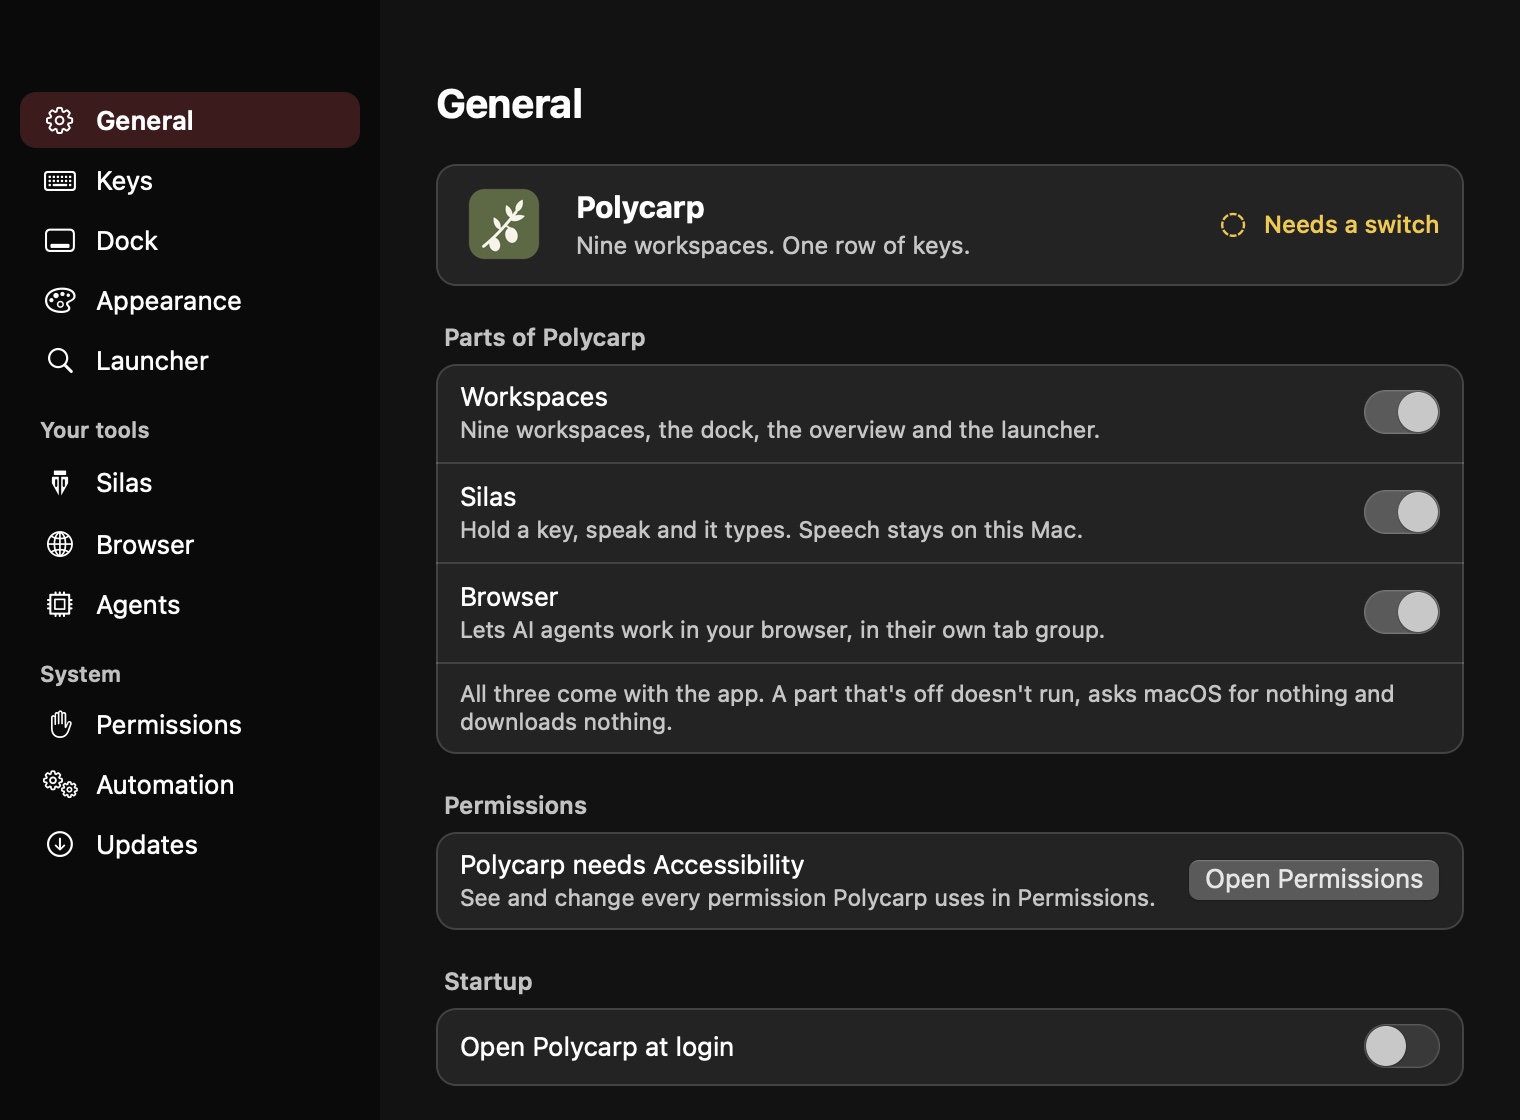 General
Keys
Dock
Appearance
Launcher
Your tools
Silas
Browser
Agents
System
Permissions
Automation
Updates
General
Polycarp
Nine workspaces. One row of keys.
Needs a switch
Parts of Polycarp
Workspaces
Nine workspaces, the dock, the overview and the launcher.
Silas
Hold a key, speak and it types. Speech stays on this Mac.
Browser
Lets AI agents work in your browser, in their own tab group.
All three come with the app. A part that's off doesn't run, asks macOS for nothing and
downloads nothing.
Permissions
Polycarp needs Accessibility
See and change every permission Polycarp uses in Permissions.
Open Permissions
Startup
Open Polycarp at login